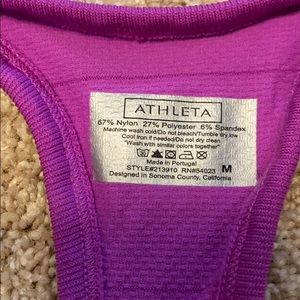 ATHLETA
67% Nylon 27% Polyester 6% Spandex
Machine wash cold/Do not bleach/Tumble dry low
Cool Iron if needed/Do not dry clean
"Wash with similar colors together"
Made in Portugal
STYLE#213910 RN#54023 M
Designed in Sonoma County, California